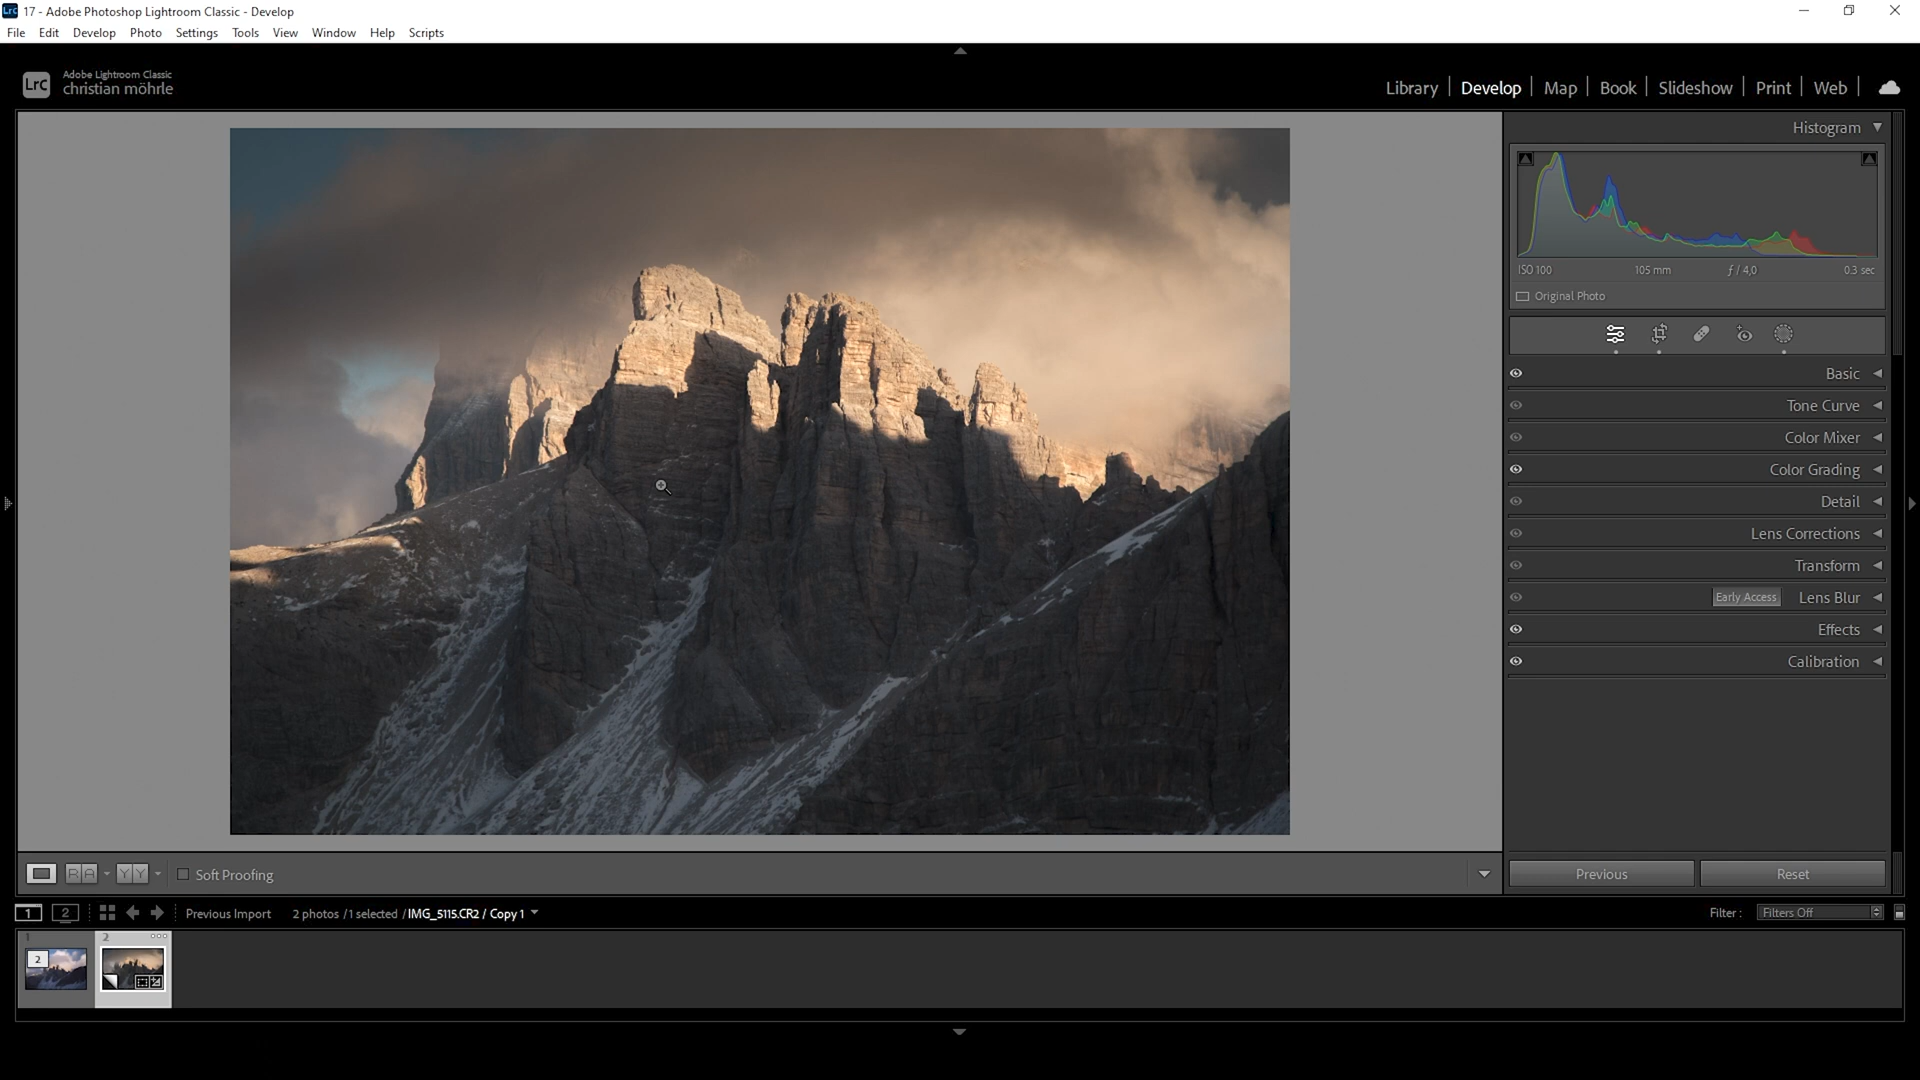 17 - Adobe Photoshop Lightroom Classic - Develop
File Edit Develop Photo Settings Tools View Window Help Scripts
LrC
Adobe Lightroom Classic
christian möhrle
Library Develop Map Book Slideshow Print Web
Histogram
ISO 100 105 mm ƒ / 4,0 0.3 sec
Original Photo
Basic
Tone Curve
Color Mixer
Color Grading
Detail
Lens Corrections
Transform
Early Access Lens Blur
Effects
Calibration
Previous Reset
R A Y Y Soft Proofing
1 2 Previous Import 2 photos / 1 selected / IMG_5115.CR2 / Copy 1
Filter : Filters Off
1
2
2